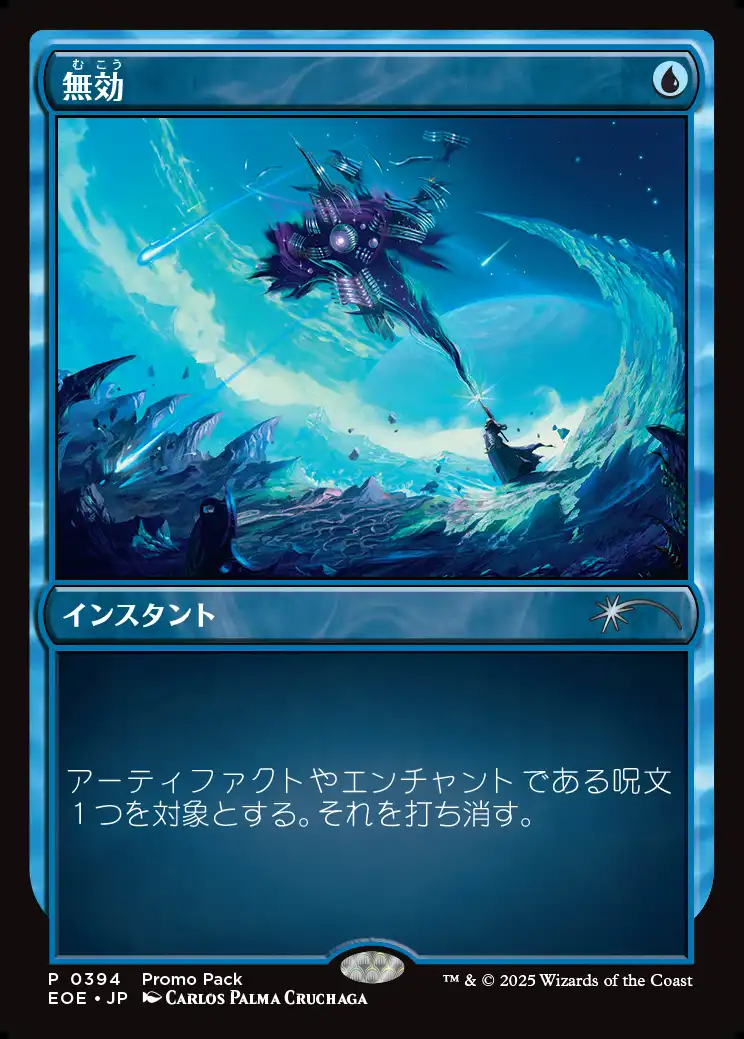 むこう
無効
インスタント
アーティファクトやエンチャントである呪文
1つを対象とする。それを打ち消す。
P 0394 Promo Pack
EOE • JP Carlos Palma Cruchaga
™ & © 2025 Wizards of the Coast